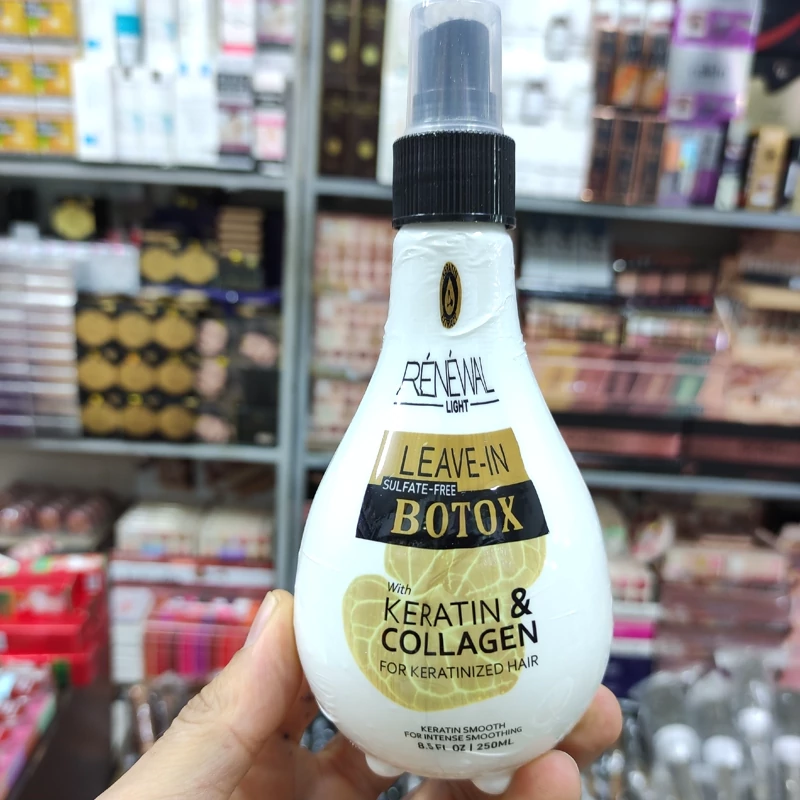 RÉNÉWAL
LIGHT
LEAVE-IN
SULFATE-FREE
BOTOX
With
KERATIN &
COLLAGEN
FOR KERATINIZED HAIR
KERATIN SMOOTH
FOR INTENSE SMOOTHING
8.5 FL OZ | 250ML